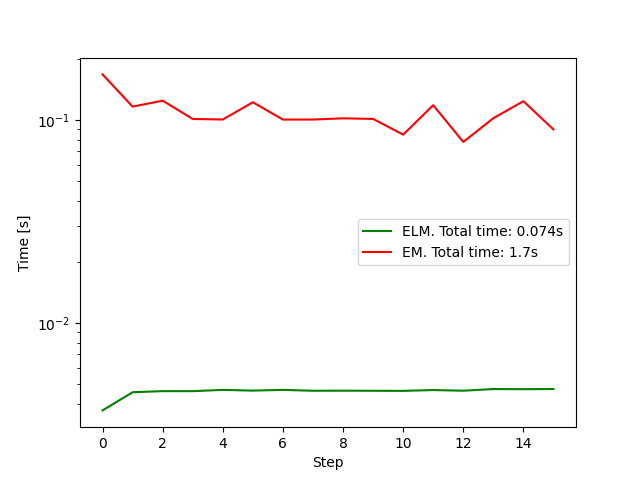 10⁻¹
10⁻²
Time [s]
ELM. Total time: 0.074s
EM. Total time: 1.7s
0 2 4 6 8 10 12 14
Step